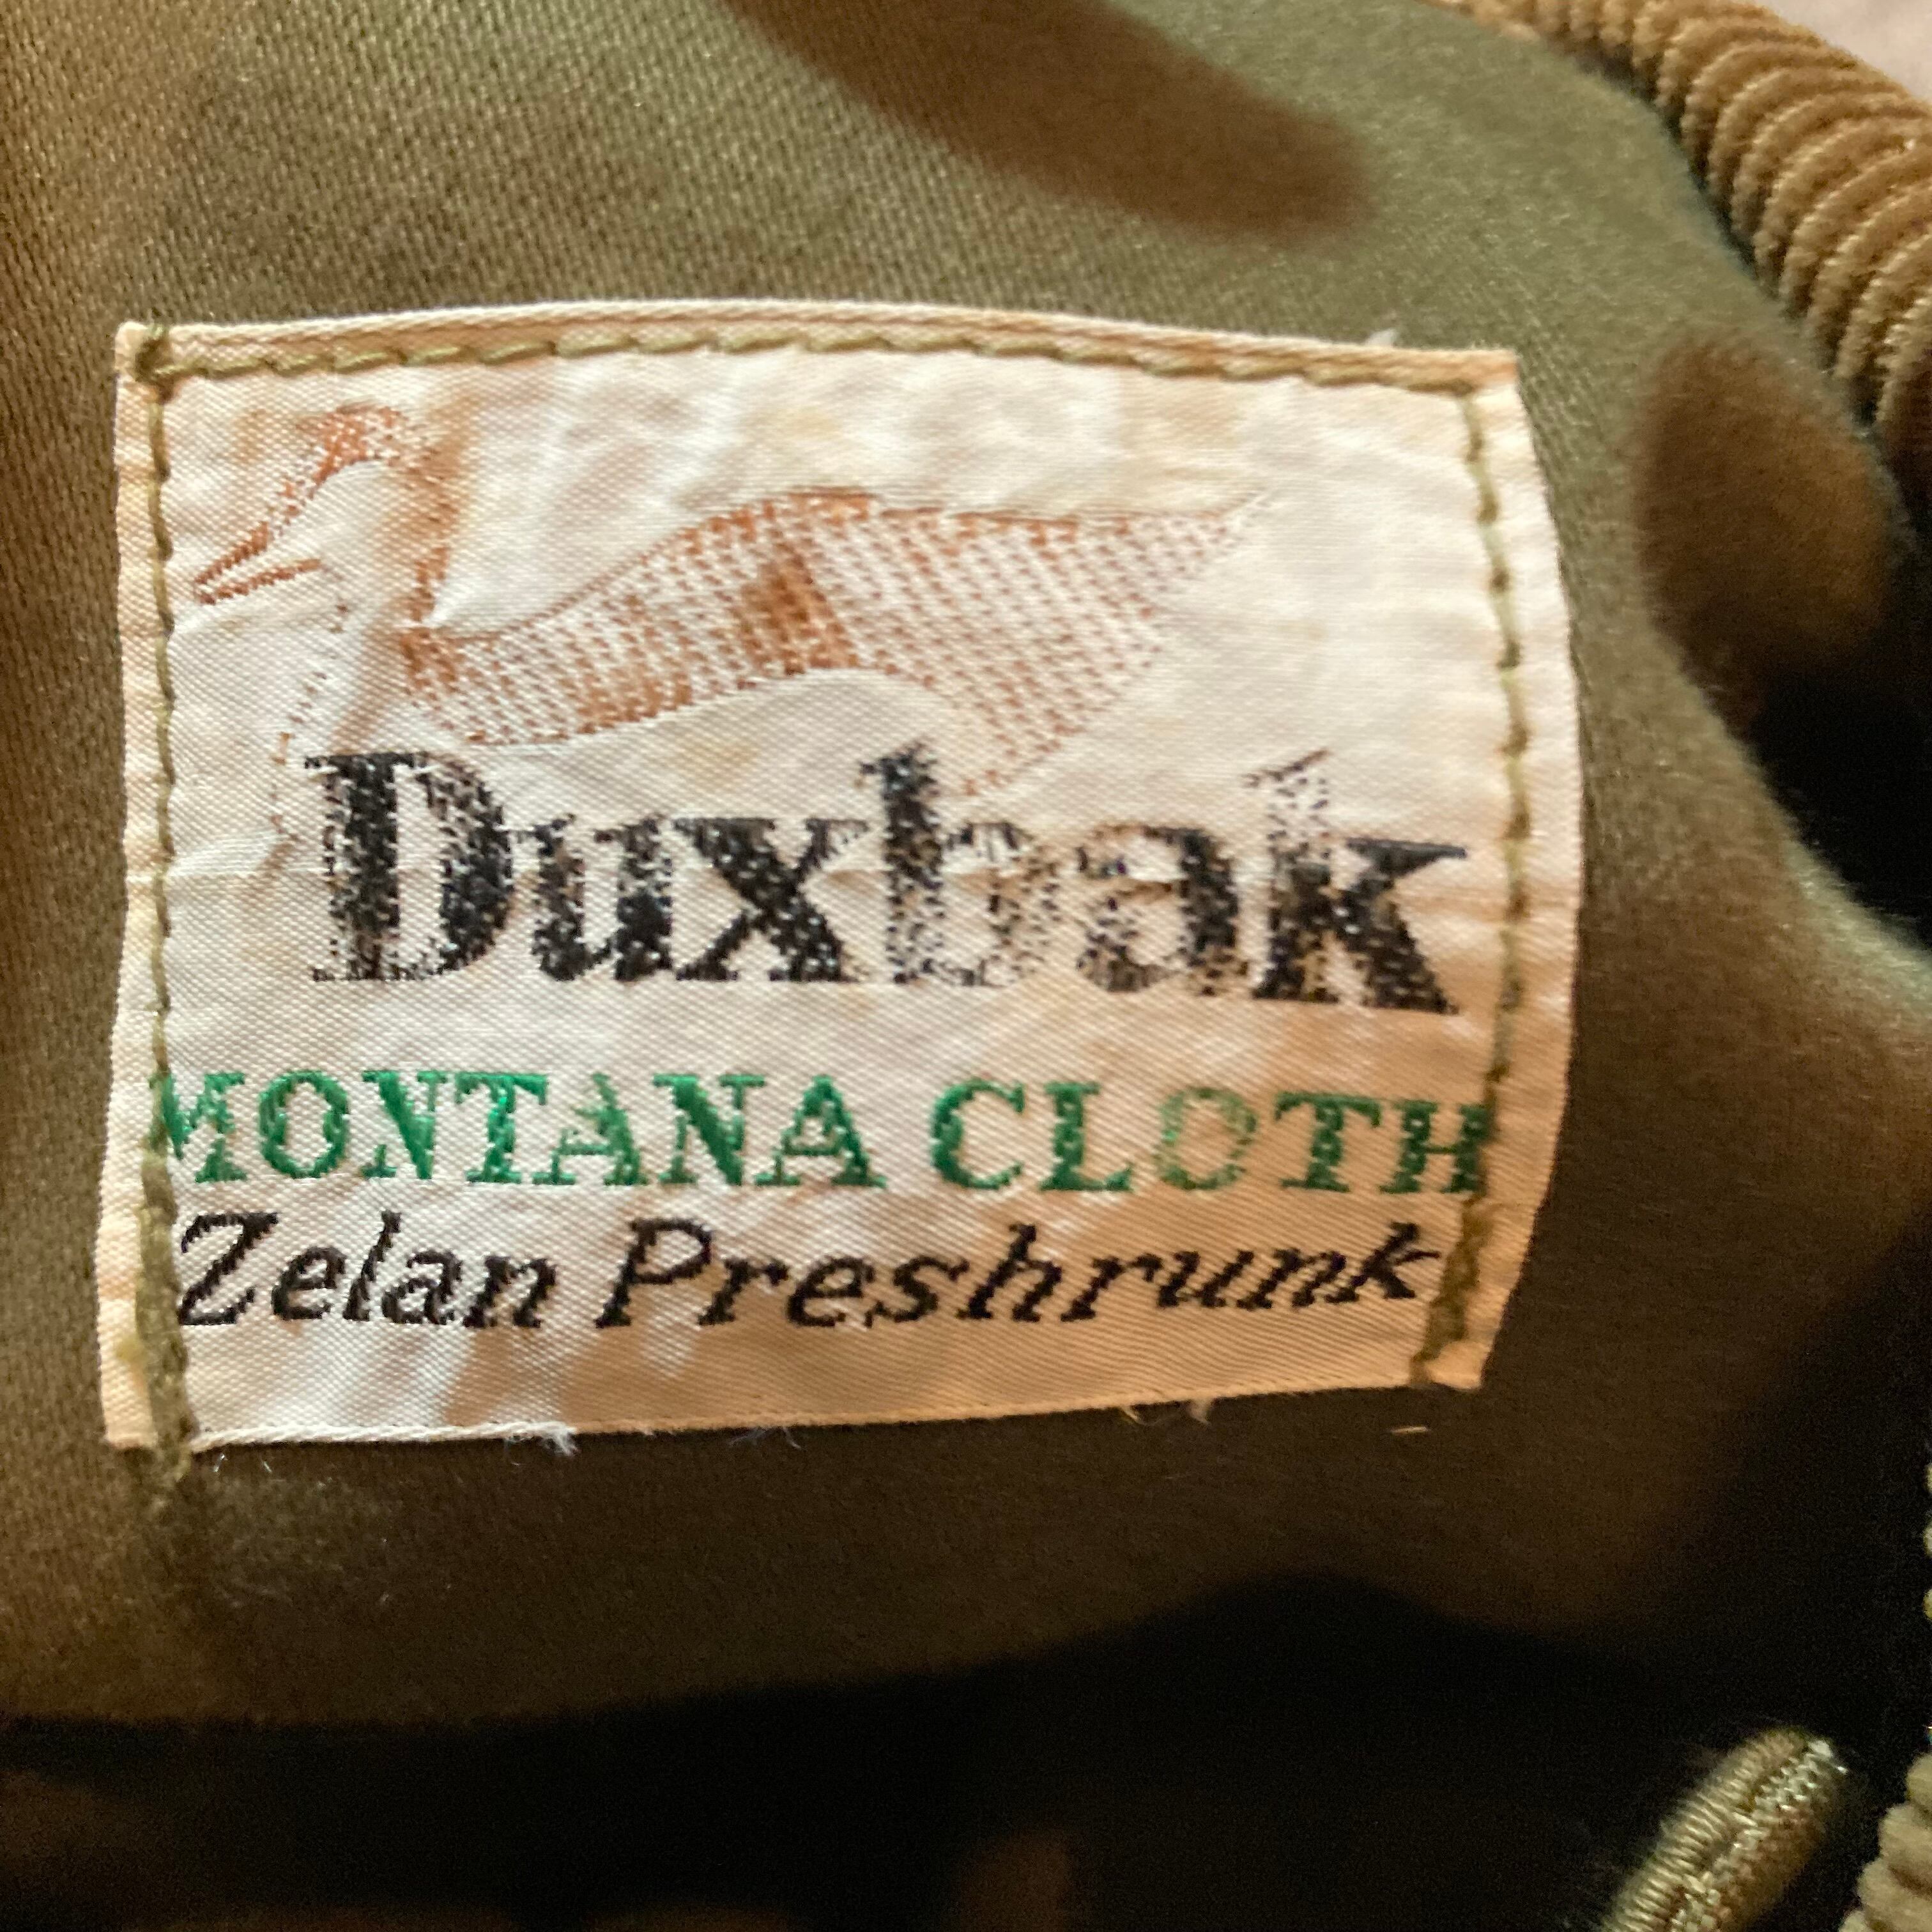 Duxbak
MONTANA CLOTH
Zelan Preshrunk